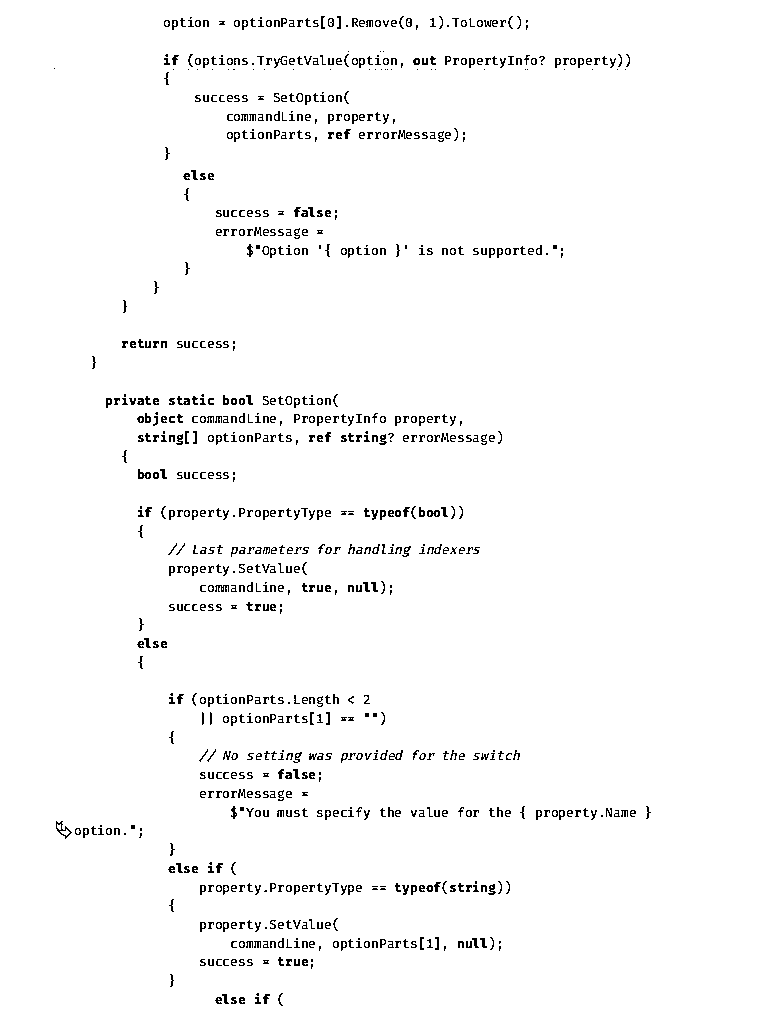 option = optionParts[0].Remove(0, 1).ToLower();
if (options.TryGetValue(option, out PropertyInfo? property))
{
success = SetOption(
commandLine, property,
optionParts, ref errorMessage);
}
else
{
success = false;
errorMessage =
$"Option '{ option }' is not supported.";
}
}
}
return success;
}
private static bool SetOption(
object commandLine, PropertyInfo property,
string[] optionParts, ref string? errorMessage)
{
bool success;
if (property.PropertyType == typeof(bool))
{
// Last parameters for handling indexers
property.SetValue(
commandLine, true, null);
success = true;
}
else
{
if (optionParts.Length < 2
|| optionParts[1] == "")
{
// No setting was provided for the switch
success = false;
errorMessage =
$"You must specify the value for the { property.Name }
option.";
}
else if (
property.PropertyType == typeof(string))
{
property.SetValue(
commandLine, optionParts[1], null);
success = true;
}
else if (